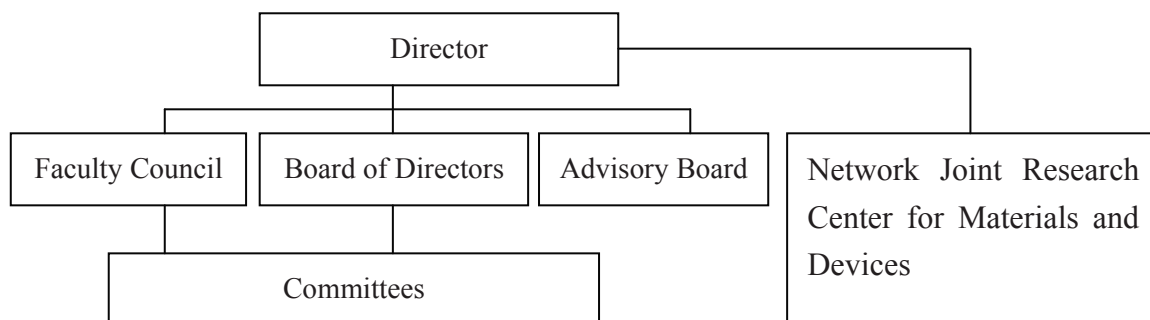 Director
Faculty Council
Board of Directors
Advisory Board
Network Joint Research
Center for Materials and
Devices
Committees